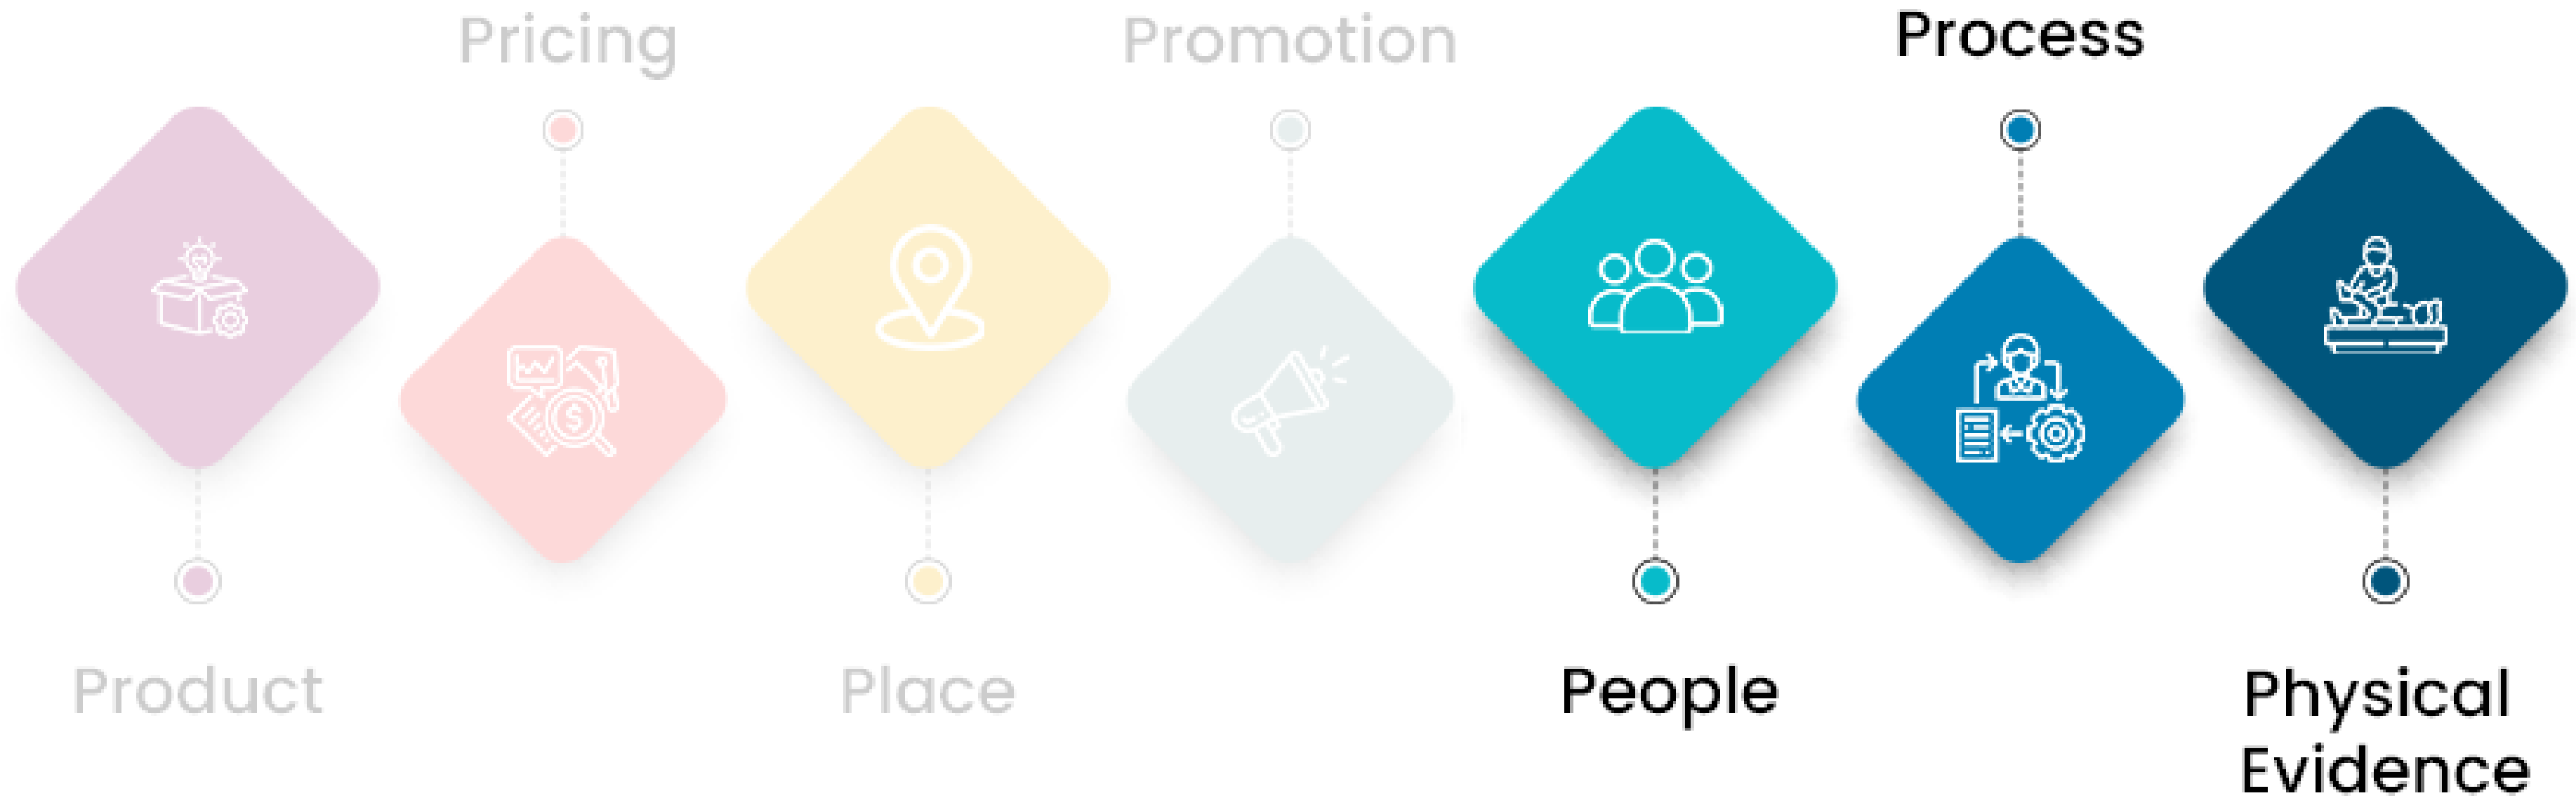 Pricing
Promotion
Process
Product
Place
People
Physical
Evidence